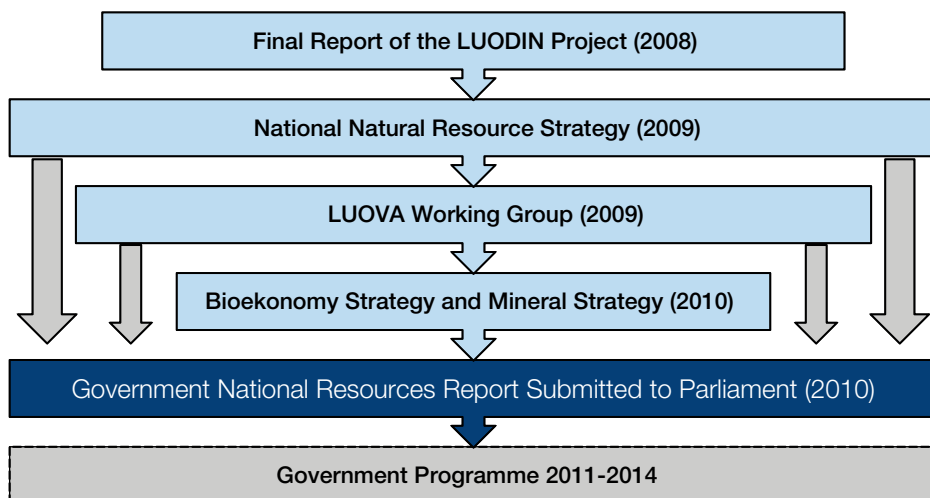 Final Report of the LUODIN Project (2008)
National Natural Resource Strategy (2009)
LUOVA Working Group (2009)
Bioekonomy Strategy and Mineral Strategy (2010)
Government National Resources Report Submitted to Parliament (2010)
Government Programme 2011-2014